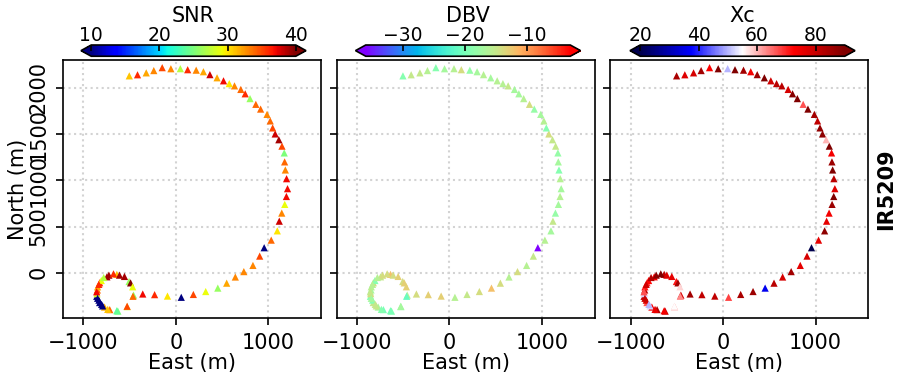 SNR DBV Xc
10 20 30 40 −30 −20 −10 20 40 60 80
2000
1500
1000
500
0
North (m)
IR5209
−1000 0 1000 −1000 0 1000 −1000 0 1000
East (m) East (m) East (m)